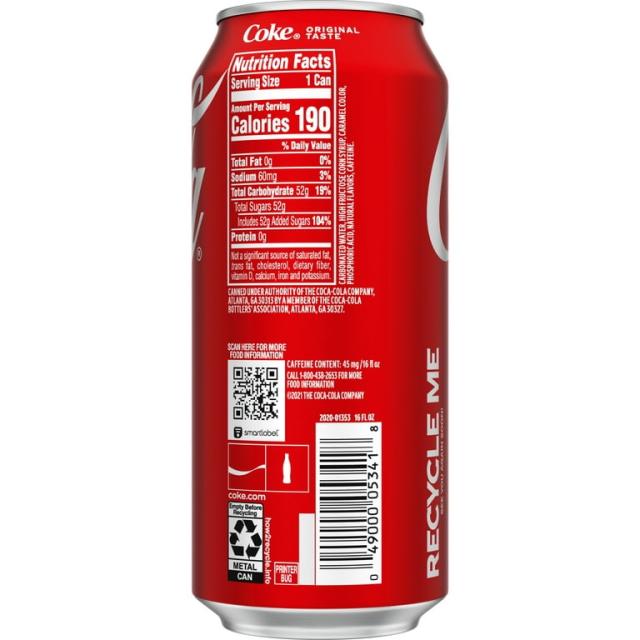 Coke® ORIGINAL TASTE
Nutrition Facts
Serving Size 1 Can
Amount Per Serving
Calories 190
% Daily Value
Total Fat 0g 0%
Sodium 60mg 3%
Total Carbohydrate 52g 19%
Total Sugars 52g
Includes 52g Added Sugars 104%
Protein 0g
Not a significant source of saturated fat,
trans fat, cholesterol, dietary fiber,
vitamin D, calcium, iron and potassium.
CARBONATED WATER, HIGH FRUCTOSE CORN SYRUP, CARAMEL COLOR,
PHOSPHORIC ACID, NATURAL FLAVORS, CAFFEINE.
CANNED UNDER AUTHORITY OF THE COCA-COLA COMPANY,
ATLANTA, GA 30313 BY A MEMBER OF THE COCA-COLA
BOTTLERS' ASSOCIATION, ATLANTA, GA 30327.
SCAN HERE FOR MORE
FOOD INFORMATION
smartlabel
CAFFEINE CONTENT: 45 mg/16 fl oz
CALL 1-800-438-2653 FOR MORE
FOOD INFORMATION
©2021 THE COCA-COLA COMPANY
2020-01353 16 FL OZ
0 49000 05341 8
coke.com
Empty Before
Recycling
METAL
CAN
how2recycle.info
PRINTER
BUG
RECYCLE ME